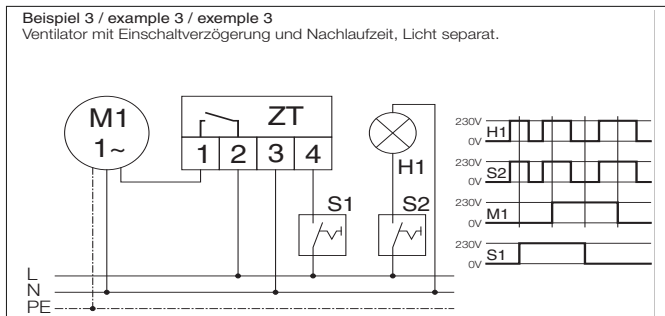 Beispiel 3 / example 3 / exemple 3
Ventilator mit Einschaltverzögerung und Nachlaufzeit, Licht separat.
M1
1~
ZT
1 2 3 4
H1
S1
S2
L
N
PE
230V
H1
0V
230V
S2
0V
230V
M1
0V
230V
S1
0V